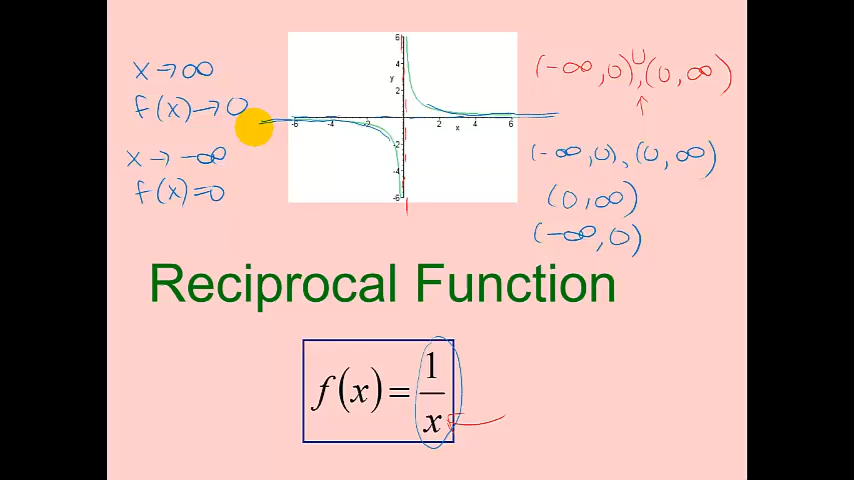 x→∞
f(x)→0
x→-∞
f(x)=0
6
4
y
2
-6 -4 -2 2 4 6
x
-2
-4
-6
(-∞,0)∪,(0,∞)
↑
(-∞,0),(0,∞)
(0,∞)
(-∞,0)
Reciprocal Function
f(x)=1/x